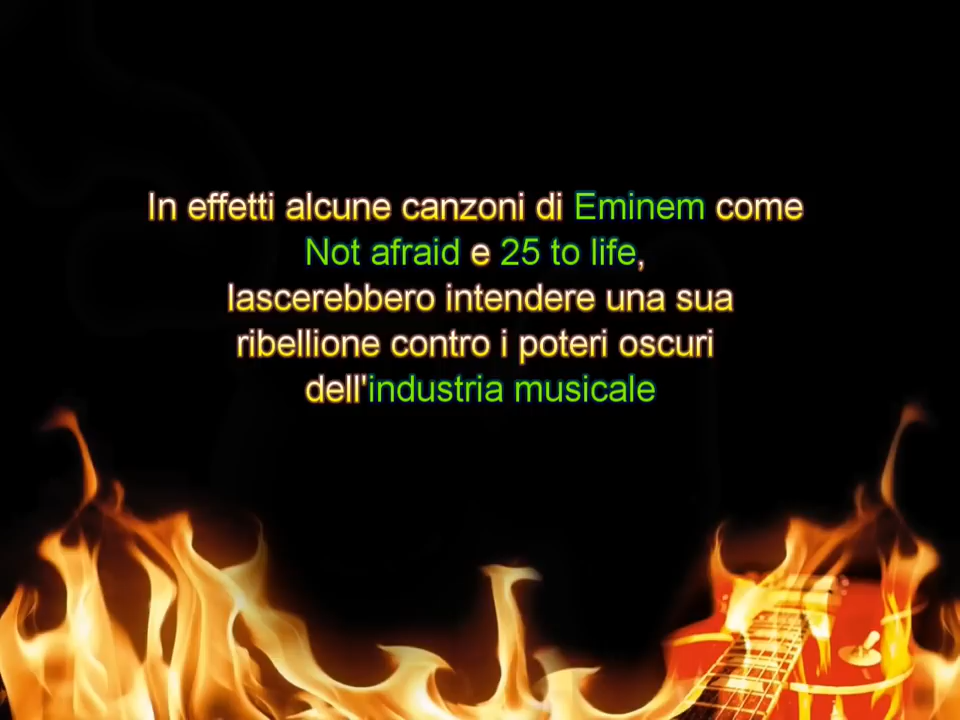 In effetti alcune canzoni di Eminem come
Not afraid e 25 to life,
lascerebbero intendere una sua
ribellione contro i poteri oscuri
dell'industria musicale